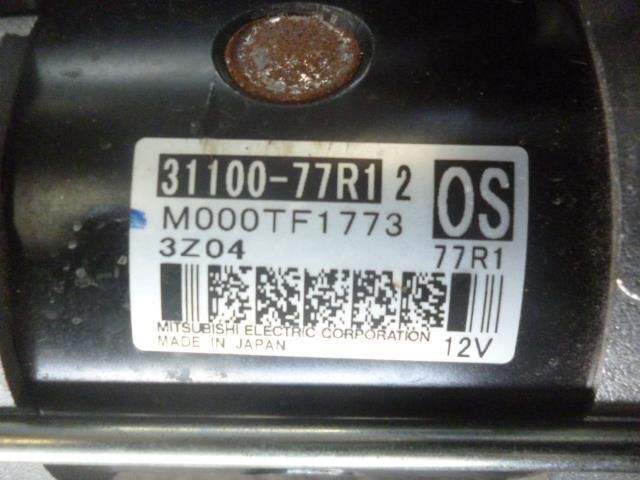 31100-77R1 2
OS
M000TF1773
3Z04
77R1
MITSUBISHI ELECTRIC CORPORATION
MADE IN JAPAN
12V